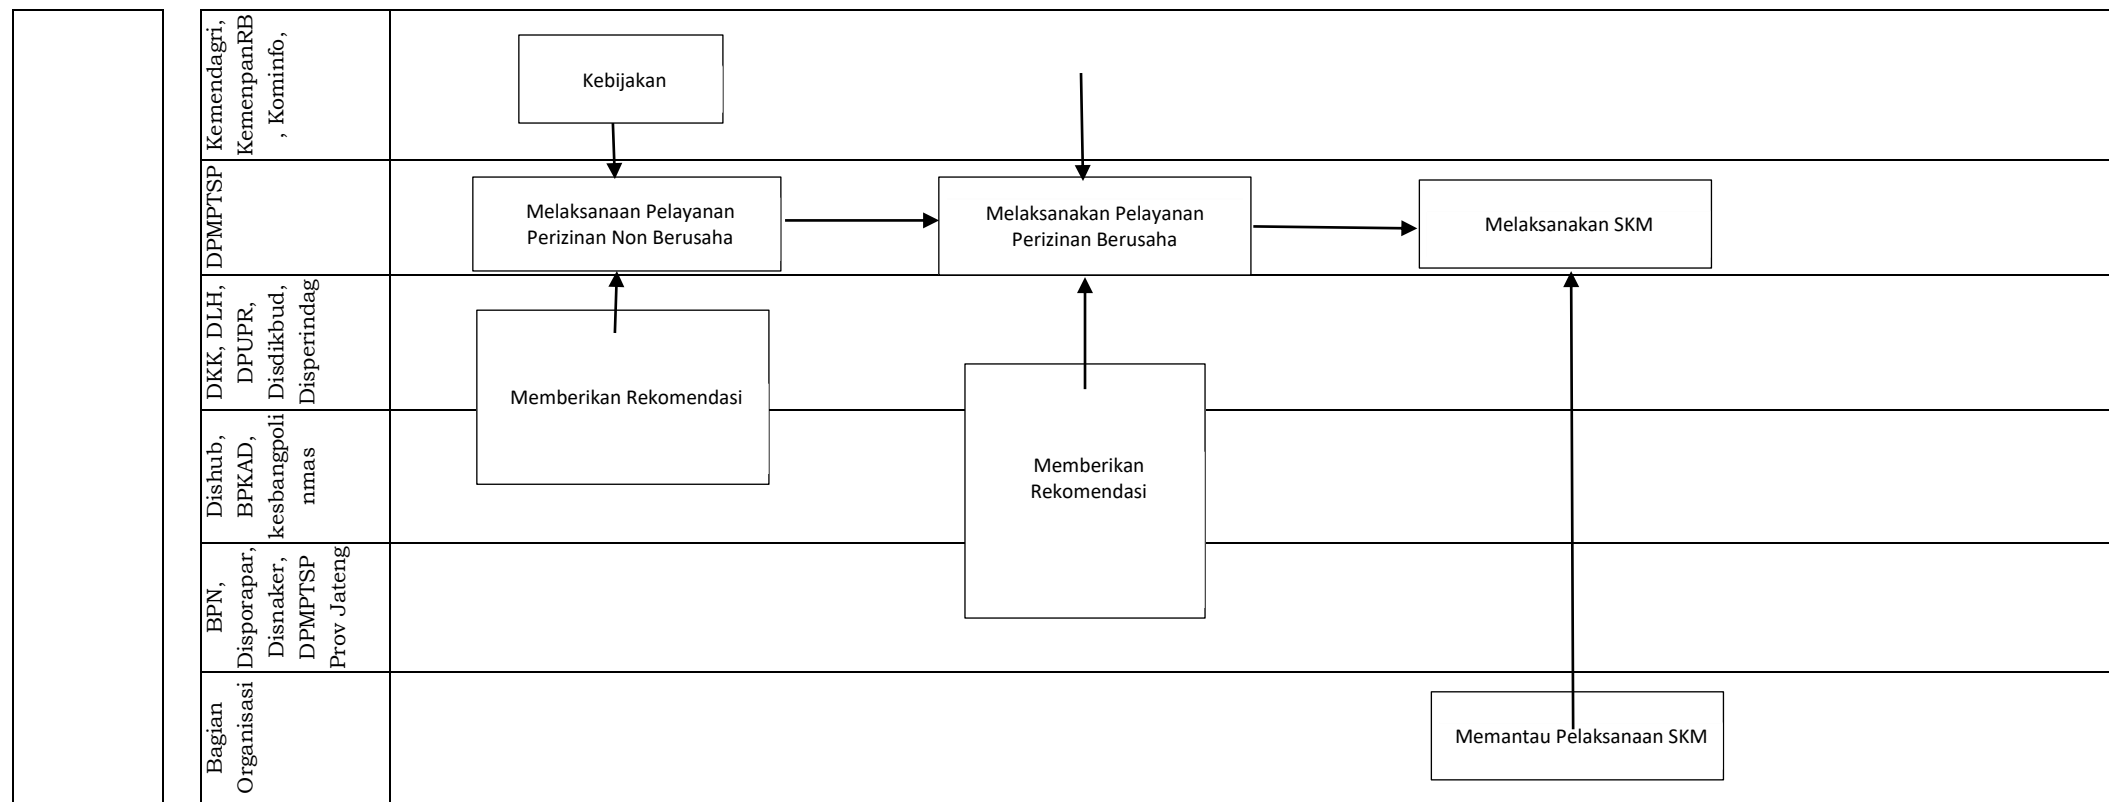 Kemendagri,
KemenpanRB
, Kominfo,
Kebijakan
DPMPTSP
Melaksanaan Pelayanan
Perizinan Non Berusaha
Melaksanakan Pelayanan
Perizinan Berusaha
Melaksanakan SKM
DKK, DLH,
DPUPR,
Disdikbud,
Disperindag
Memberikan Rekomendasi
Dishub,
BPKAD,
kesbangpoli
nmas
Memberikan
Rekomendasi
BPN,
Disporapar,
Disnaker,
DPMPTSP
Prov Jateng
Bagian
Organisasi
Memantau Pelaksanaan SKM